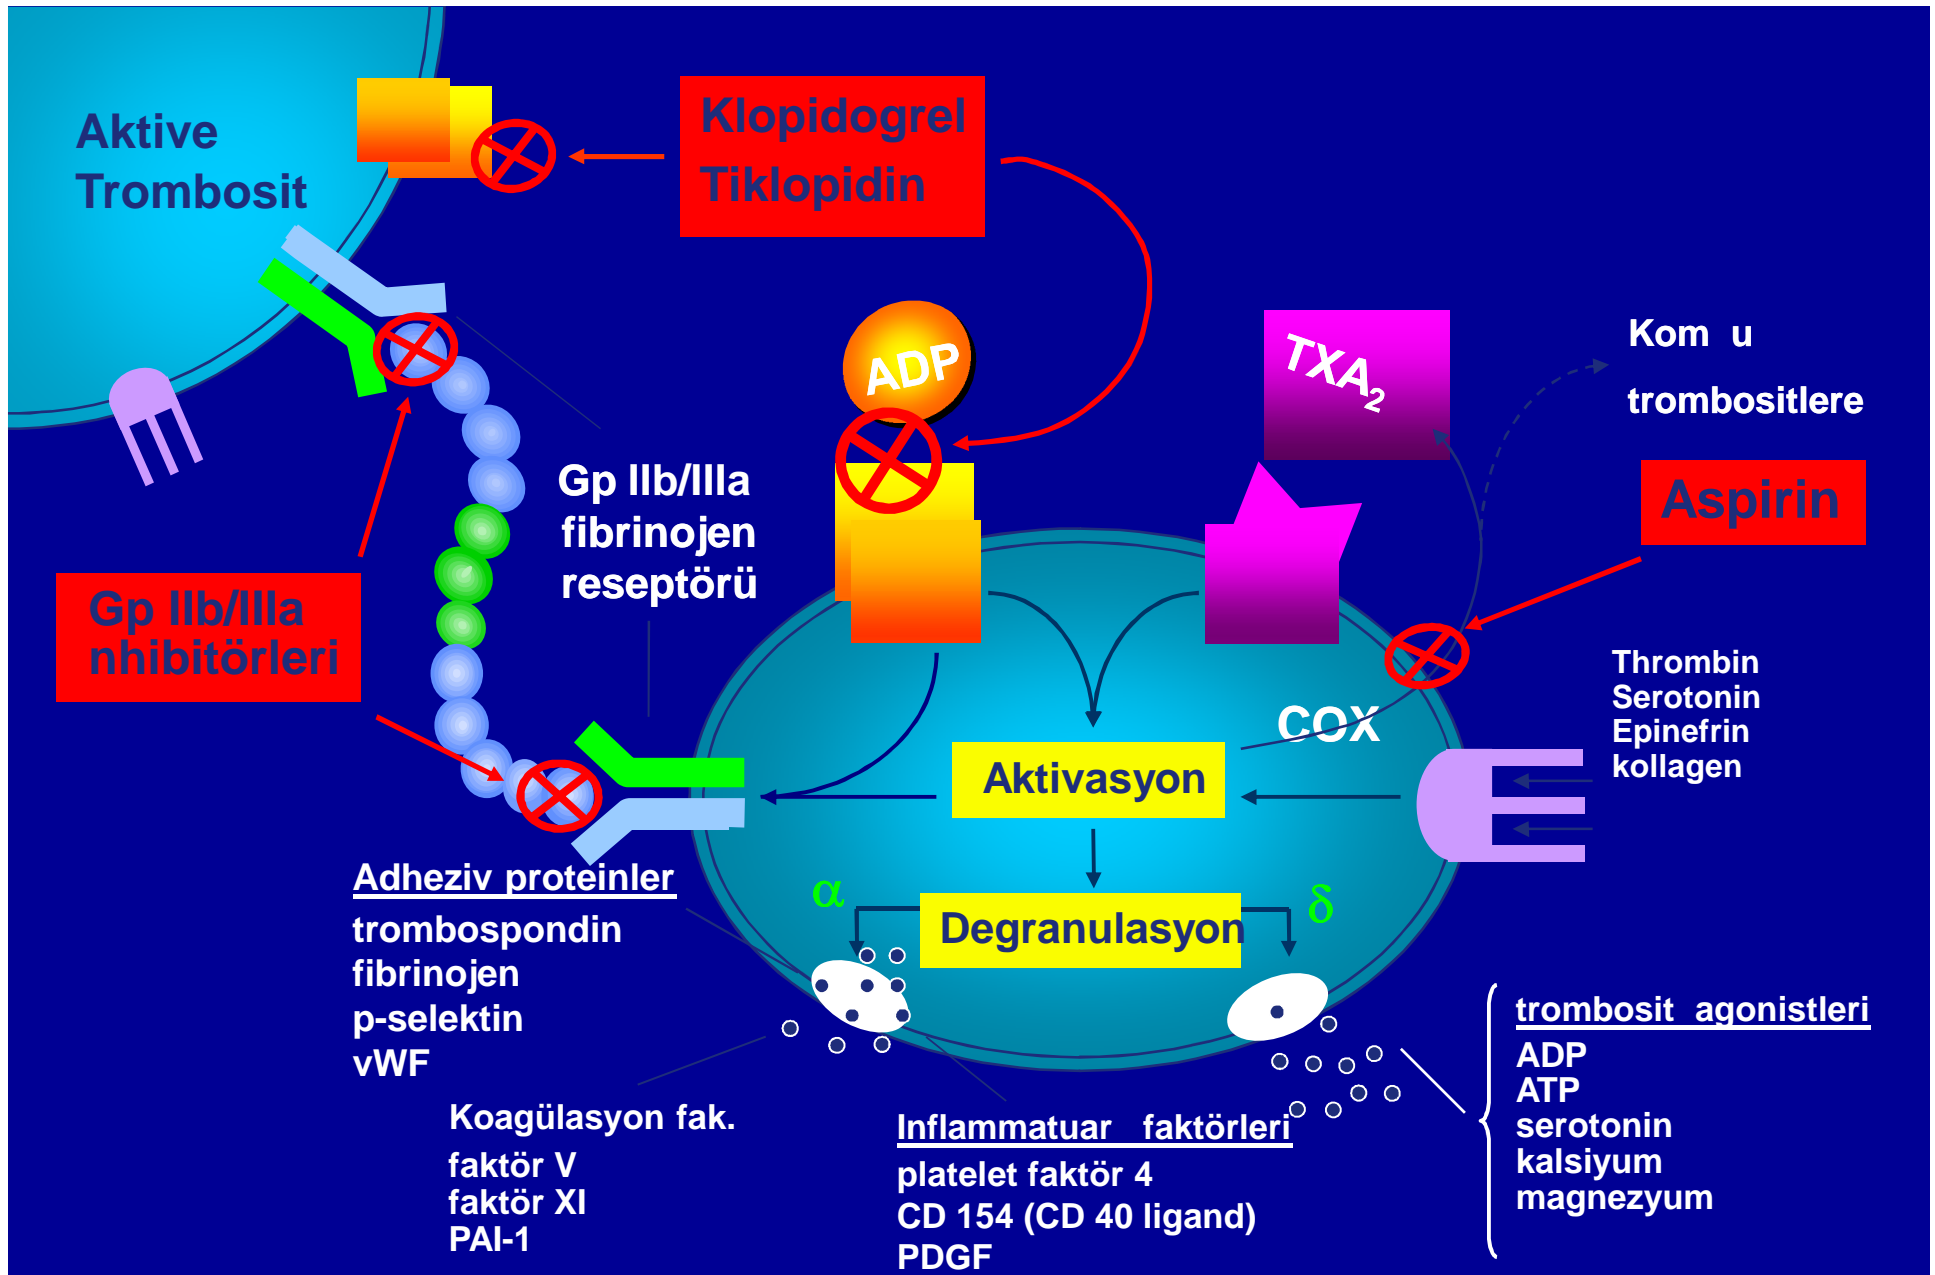 Aktive
Trombosit
Klopidogrel
Tiklopidin
ADP
TXA2
Kom u
trombositlere
Aspirin
Gp IIb/IIIa
fibrinojen
reseptörü
Gp IIb/IIIa
nhibitörleri
Thrombin
Serotonin
Epinefrin
kollagen
COX
Aktivasyon
Degranulasyon
α
δ
Adheziv proteinler
trombospondin
fibrinojen
p-selektin
vWF
Koagülasyon fak.
faktör V
faktör XI
PAI-1
Inflammatuar faktörleri
platelet faktör 4
CD 154 (CD 40 ligand)
PDGF
trombosit agonistleri
ADP
ATP
serotonin
kalsiyum
magnezyum